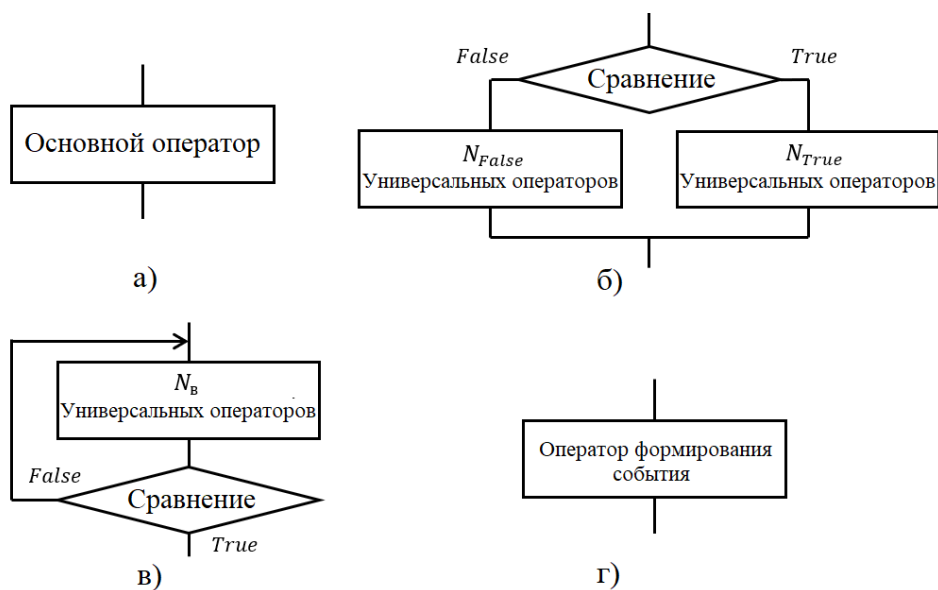 Основной оператор
а)
False
True
Сравнение
N_False
Универсальных операторов
N_True
Универсальных операторов
б)
N_в
Универсальных операторов
False
Сравнение
True
в)
Оператор формирования
события
г)